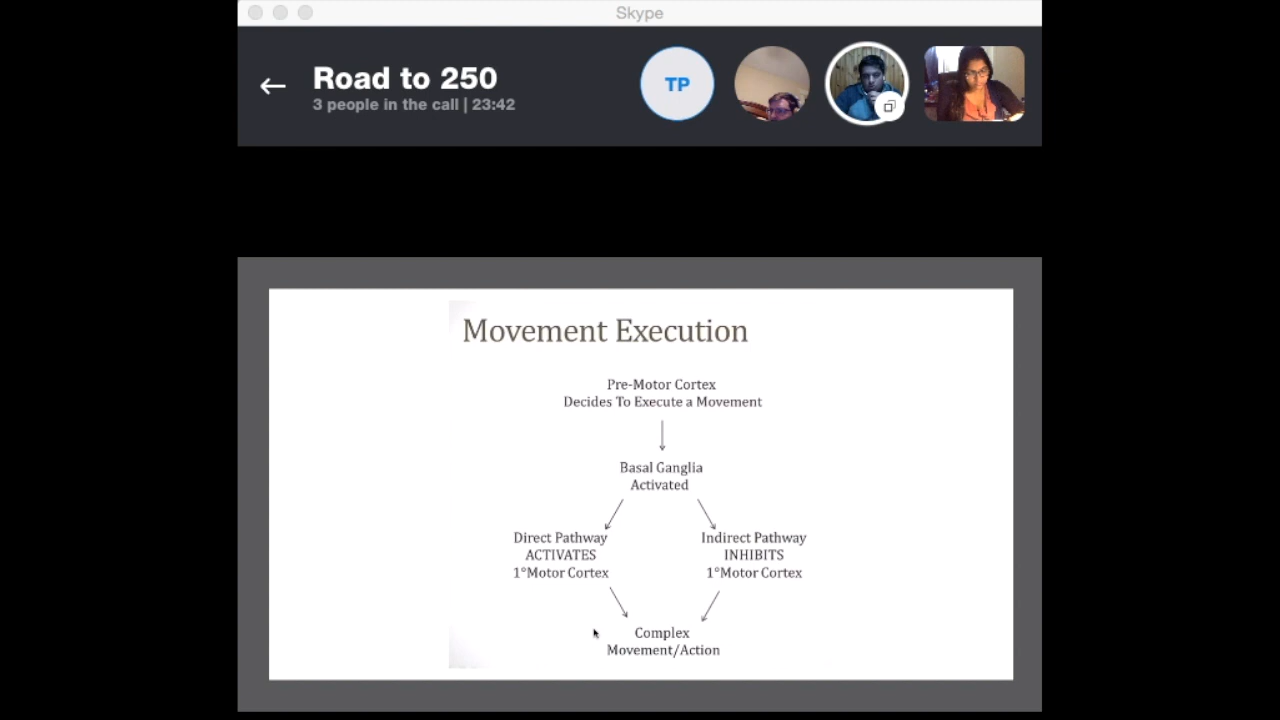 Skype
Road to 250
3 people in the call | 23:42
TP
Movement Execution
Pre-Motor Cortex
Decides To Execute a Movement
Basal Ganglia
Activated
Direct Pathway
ACTIVATES
1°Motor Cortex
Indirect Pathway
INHIBITS
1°Motor Cortex
Complex
Movement/Action